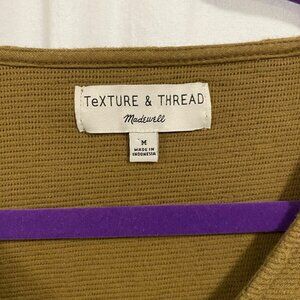 TeXTURE & THREAD
Madewell
M
MADE IN
INDONESIA